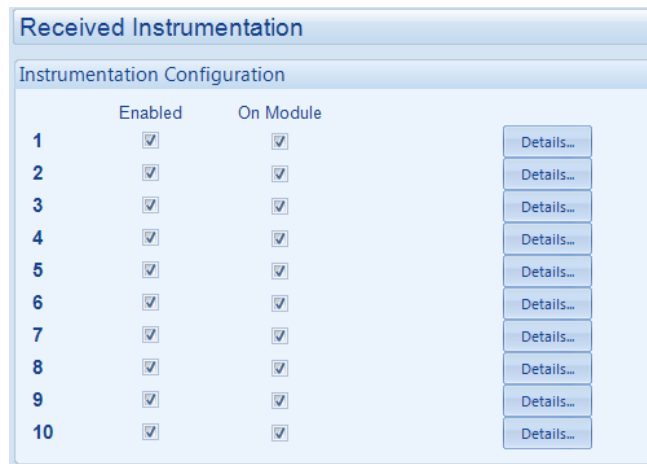 Received Instrumentation
Instrumentation Configuration
Enabled On Module
1 Details...
2 Details...
3 Details...
4 Details...
5 Details...
6 Details...
7 Details...
8 Details...
9 Details...
10 Details...